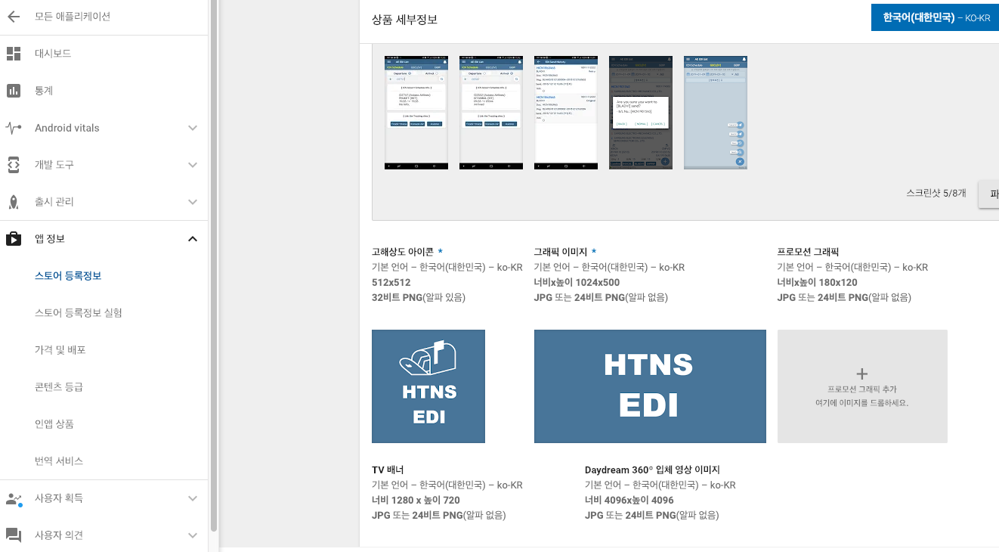 모든 애플리케이션
대시보드
통계
Android vitals
개발 도구
출시 관리
앱 정보
스토어 등록정보
스토어 등록정보 실험
가격 및 배포
콘텐츠 등급
인앱 상품
번역 서비스
사용자 획득
사용자 의견
상품 세부정보
한국어(대한민국) – KO-KR
스크린샷 5/8개
고해상도 아이콘 *
기본 언어 – 한국어(대한민국) – ko-KR
512x512
32비트 PNG(알파 있음)
그래픽 이미지 *
기본 언어 – 한국어(대한민국) – ko-KR
너비x높이 1024x500
JPG 또는 24비트 PNG(알파 없음)
프로모션 그래픽
기본 언어 – 한국어(대한민국) – ko-KR
너비x높이 180x120
JPG 또는 24비트 PNG(알파 없음)
HTNS
EDI
HTNS
EDI
프로모션 그래픽 추가
여기에 이미지를 드롭하세요.
TV 배너
기본 언어 – 한국어(대한민국) – ko-KR
너비 1280 x 높이 720
JPG 또는 24비트 PNG(알파 없음)
Daydream 360° 입체 영상 이미지
기본 언어 – 한국어(대한민국) – ko-KR
너비 4096x높이 4096
JPG 또는 24비트 PNG(알파 없음)